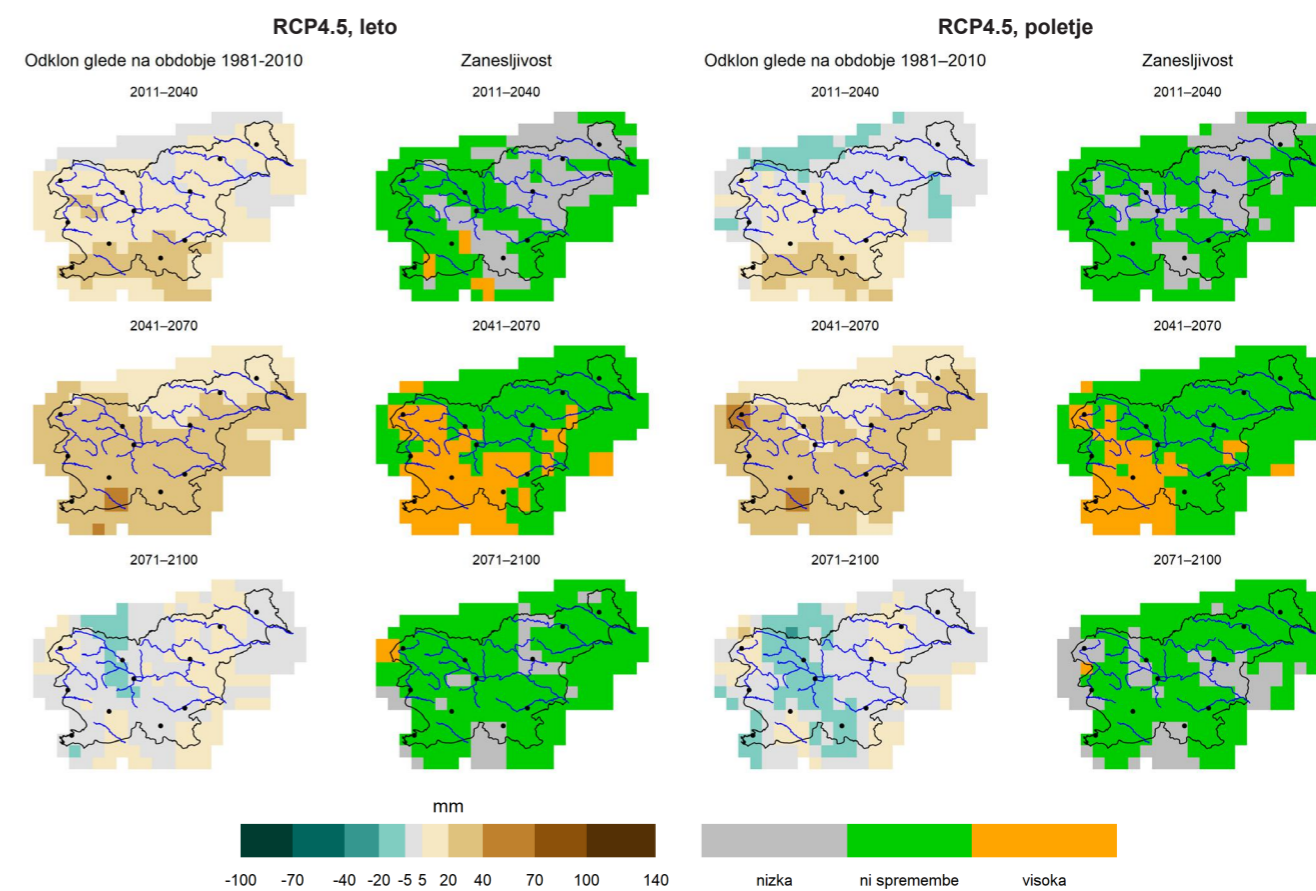 RCP4.5, leto
RCP4.5, poletje
Odklon glede na obdobje 1981-2010
Zanesljivost
Odklon glede na obdobje 1981–2010
Zanesljivost
2011–2040
2011–2040
2011–2040
2011–2040
2041–2070
2041–2070
2041–2070
2041–2070
2071–2100
2071–2100
2071–2100
2071–2100
mm
-100 -70 -40 -20 -5 5 20 40 70 100 140
nizka ni spremembe visoka